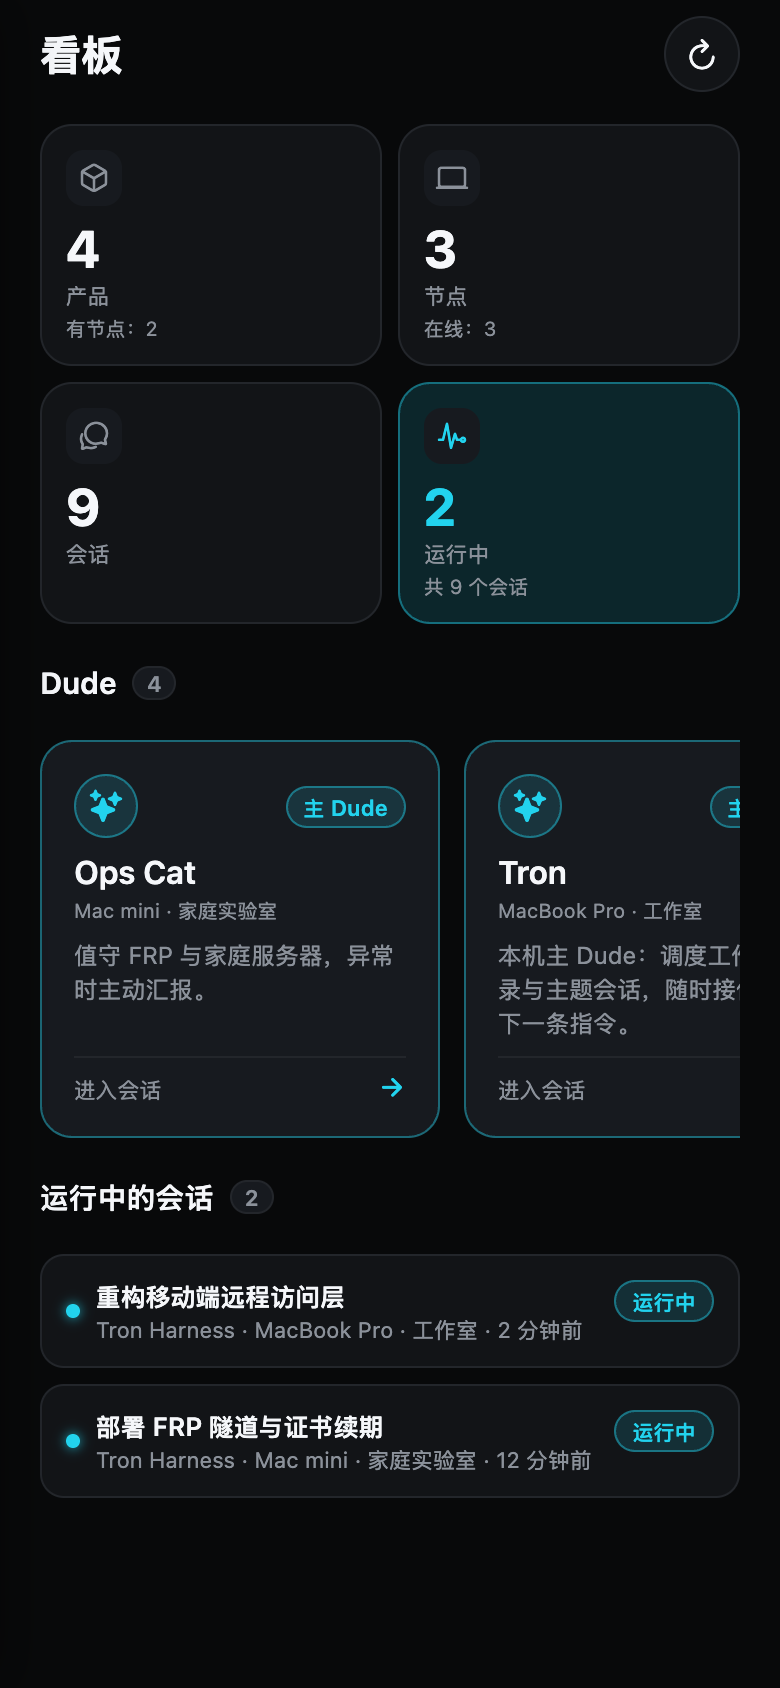 看板
4
产品
有节点：2
3
节点
在线：3
9
会话
2
运行中
共 9 个会话
Dude 4
主 Dude
Ops Cat
Mac mini · 家庭实验室
值守 FRP 与家庭服务器，异常
时主动汇报。
进入会话
主
Tron
MacBook Pro · 工作室
本机主 Dude：调度工作
录与主题会话，随时接
下一条指令。
进入会话
运行中的会话 2
重构移动端远程访问层
运行中
Tron Harness · MacBook Pro · 工作室 · 2 分钟前
部署 FRP 隧道与证书续期
运行中
Tron Harness · Mac mini · 家庭实验室 · 12 分钟前